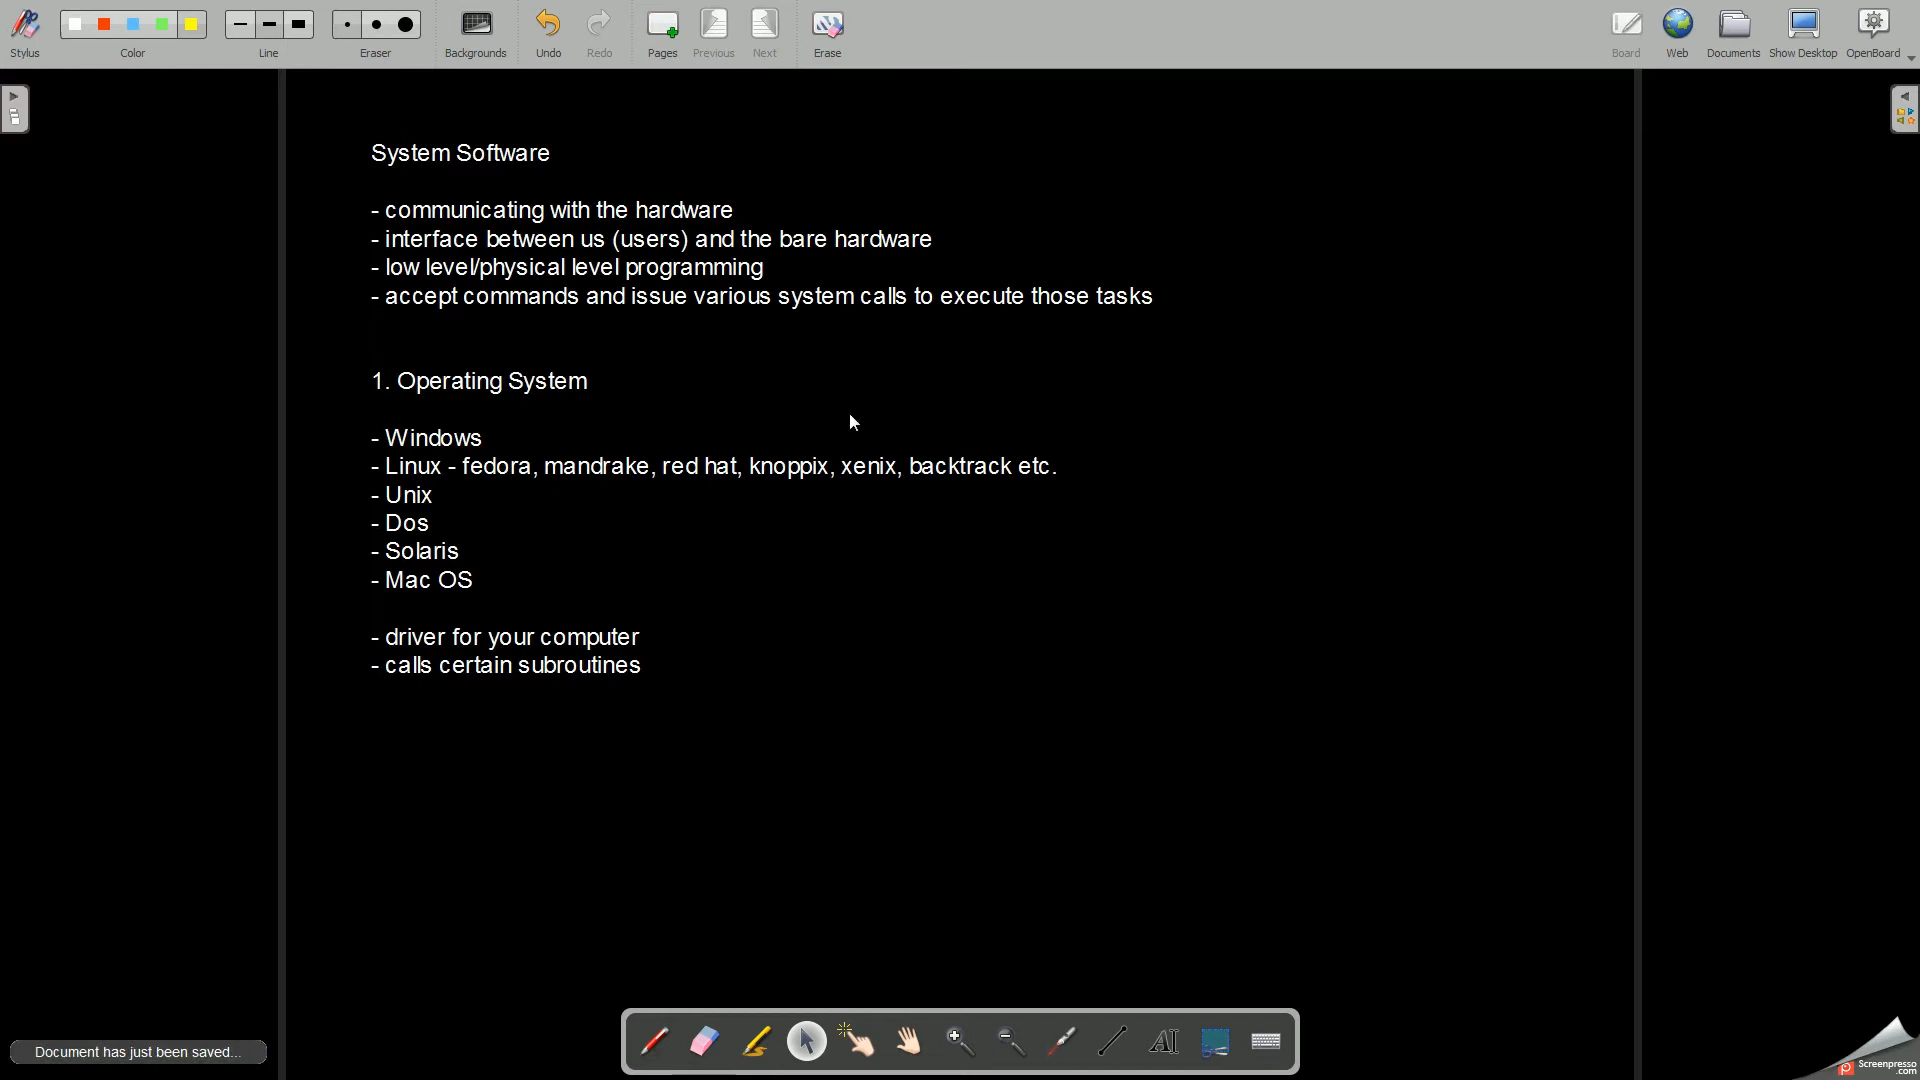 Stylus
Color
Line
Eraser
Backgrounds
Undo
Redo
Pages
Previous
Next
Erase
Board
Web
Documents
Show Desktop
OpenBoard
System Software
- communicating with the hardware
- interface between us (users) and the bare hardware
- low level/physical level programming
- accept commands and issue various system calls to execute those tasks
1. Operating System
- Windows
- Linux - fedora, mandrake, red hat, knoppix, xenix, backtrack etc.
- Unix
- Dos
- Solaris
- Mac OS
- driver for your computer
- calls certain subroutines
AI
Document has just been saved...
Screenpresso
.com